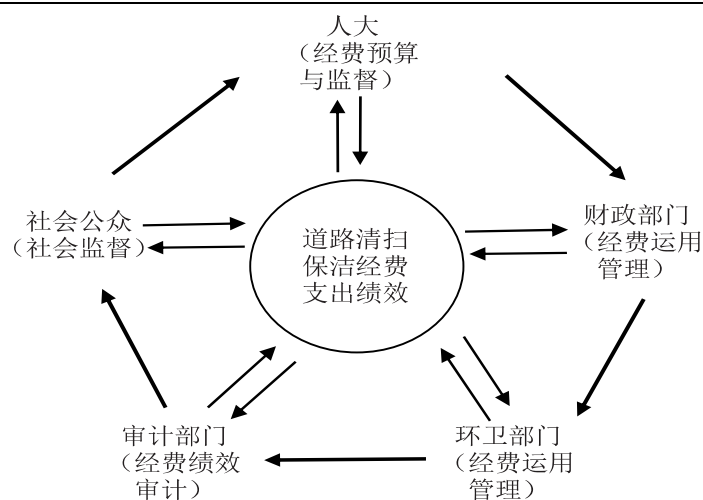 人大
（经费预算
与监督）
社会公众
（社会监督）
道路清扫
保洁经费
支出绩效
财政部门
（经费运用
管理）
审计部门
（经费绩效
审计）
环卫部门
（经费运用
管理）